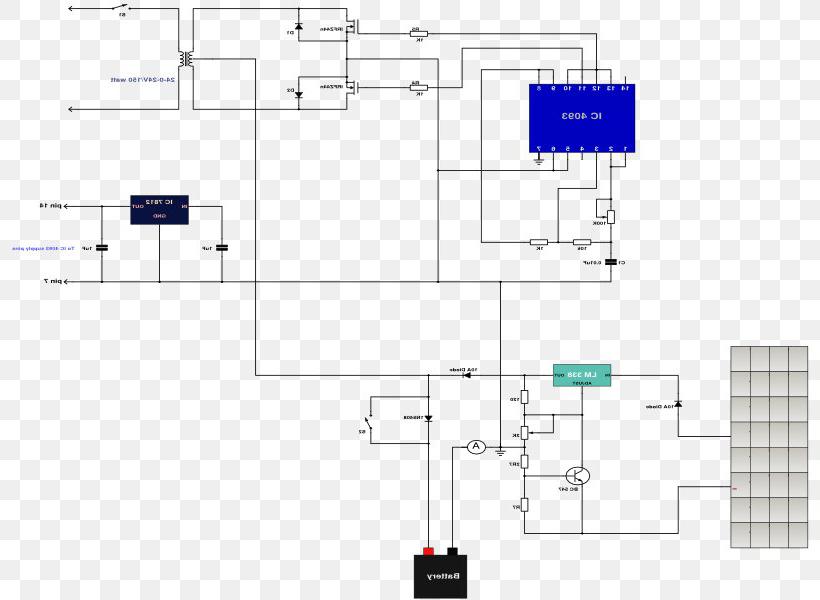 S1
24-0-24V/150 watt
D1
IRFZ44n
R5
1K
D2
IRFZ44n
R4
1K
8 9 10 11 12 13 14
IC 4093
7 6 5 4 3 2 1
100K
1K
10k
C1 0.01uF
pin 14
OUT IC 7812 IN
GND
To IC 4093 supply pins
1uF
1uF
pin 7
10A Diode
OUT LM 338 IN
ADJUST
120
10A Diode
S2
1N5408
2K
A
2R7
BC 547
R7
-
Battery